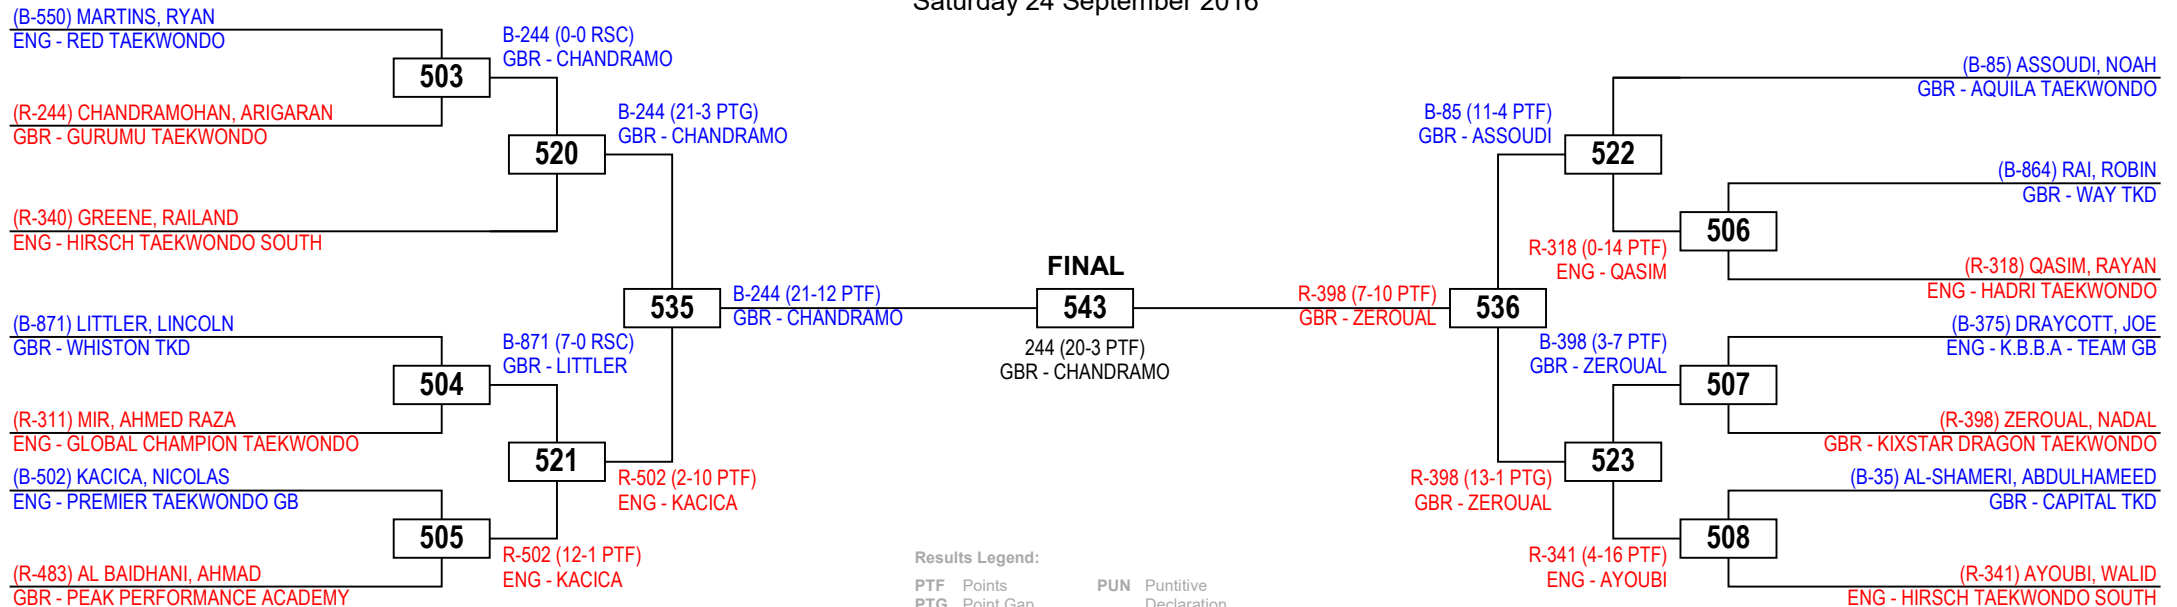 Saturday 24 September 2016
(B-550) MARTINS, RYAN
ENG - RED TAEKWONDO
503
(R-244) CHANDRAMOHAN, ARIGARAN
GBR - GURUMU TAEKWONDO
B-244 (0-0 RSC)
GBR - CHANDRAMO
520
(R-340) GREENE, RAILAND
ENG - HIRSCH TAEKWONDO SOUTH
B-244 (21-3 PTG)
GBR - CHANDRAMO
535
(B-871) LITTLER, LINCOLN
GBR - WHISTON TKD
504
(R-311) MIR, AHMED RAZA
ENG - GLOBAL CHAMPION TAEKWONDO
B-871 (7-0 RSC)
GBR - LITTLER
521
(B-502) KACICA, NICOLAS
ENG - PREMIER TAEKWONDO GB
505
(R-483) AL BAIDHANI, AHMAD
GBR - PEAK PERFORMANCE ACADEMY
R-502 (12-1 PTF)
ENG - KACICA
R-502 (2-10 PTF)
ENG - KACICA
B-244 (21-12 PTF)
GBR - CHANDRAMO
FINAL
543
244 (20-3 PTF)
GBR - CHANDRAMO
R-398 (7-10 PTF)
GBR - ZEROUAL
536
B-85 (11-4 PTF)
GBR - ASSOUDI
522
(B-85) ASSOUDI, NOAH
GBR - AQUILA TAEKWONDO
(B-864) RAI, ROBIN
GBR - WAY TKD
506
R-318 (0-14 PTF)
ENG - QASIM
(R-318) QASIM, RAYAN
ENG - HADRI TAEKWONDO
(B-375) DRAYCOTT, JOE
ENG - K.B.B.A - TEAM GB
B-398 (3-7 PTF)
GBR - ZEROUAL
507
(R-398) ZEROUAL, NADAL
GBR - KIXSTAR DRAGON TAEKWONDO
523
R-398 (13-1 PTG)
GBR - ZEROUAL
(B-35) AL-SHAMERI, ABDULHAMEED
GBR - CAPITAL TKD
508
R-341 (4-16 PTF)
ENG - AYOUBI
(R-341) AYOUBI, WALID
ENG - HIRSCH TAEKWONDO SOUTH
Results Legend:
PTF Points PUN Puntitive
PTG Point Gap Declaration